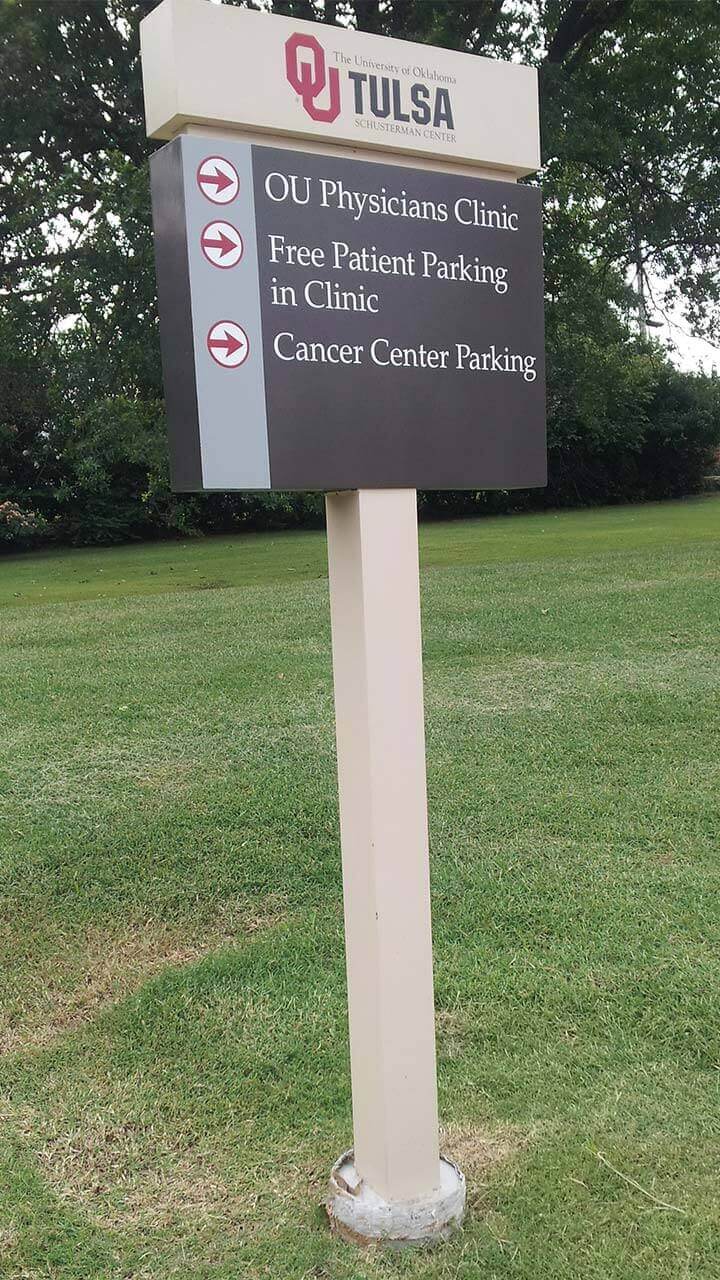 OU
The University of Oklahoma
TULSA
SCHUSTERMAN CENTER
OU Physicians Clinic
Free Patient Parking
in Clinic
Cancer Center Parking